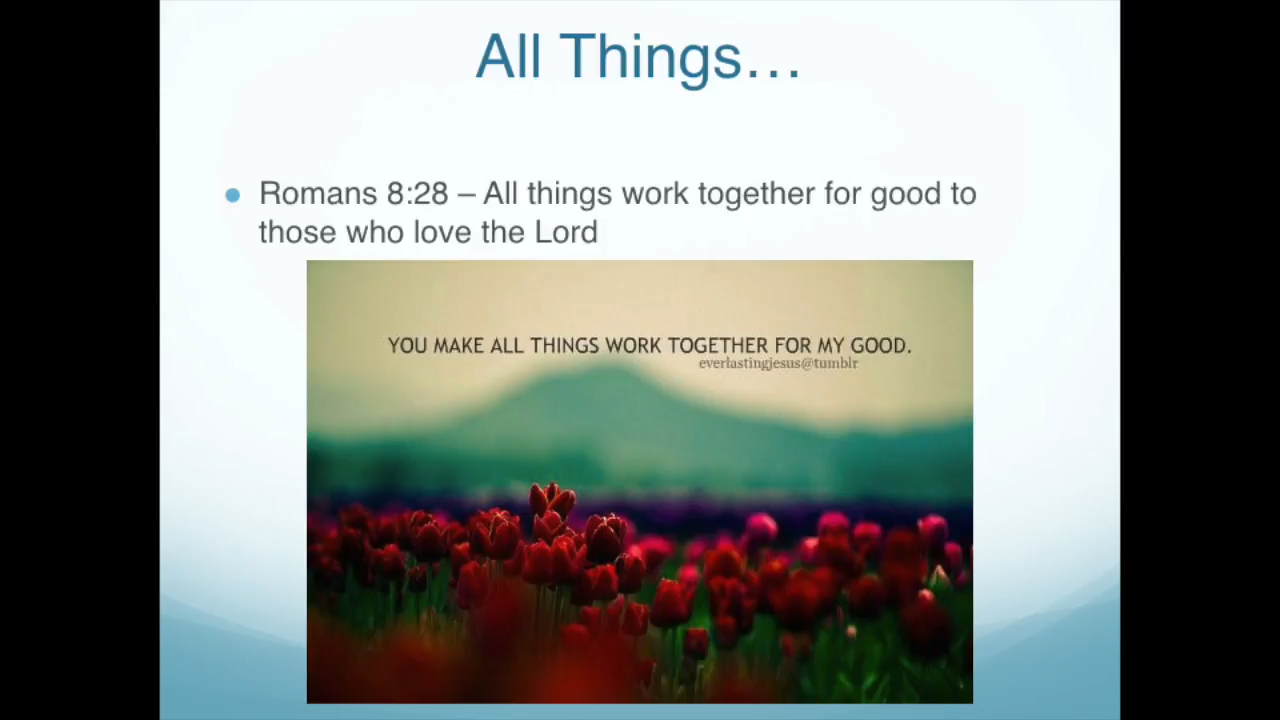 All Things…
Romans 8:28 – All things work together for good to
those who love the Lord
YOU MAKE ALL THINGS WORK TOGETHER FOR MY GOOD.
everlastingjesus@tumblr